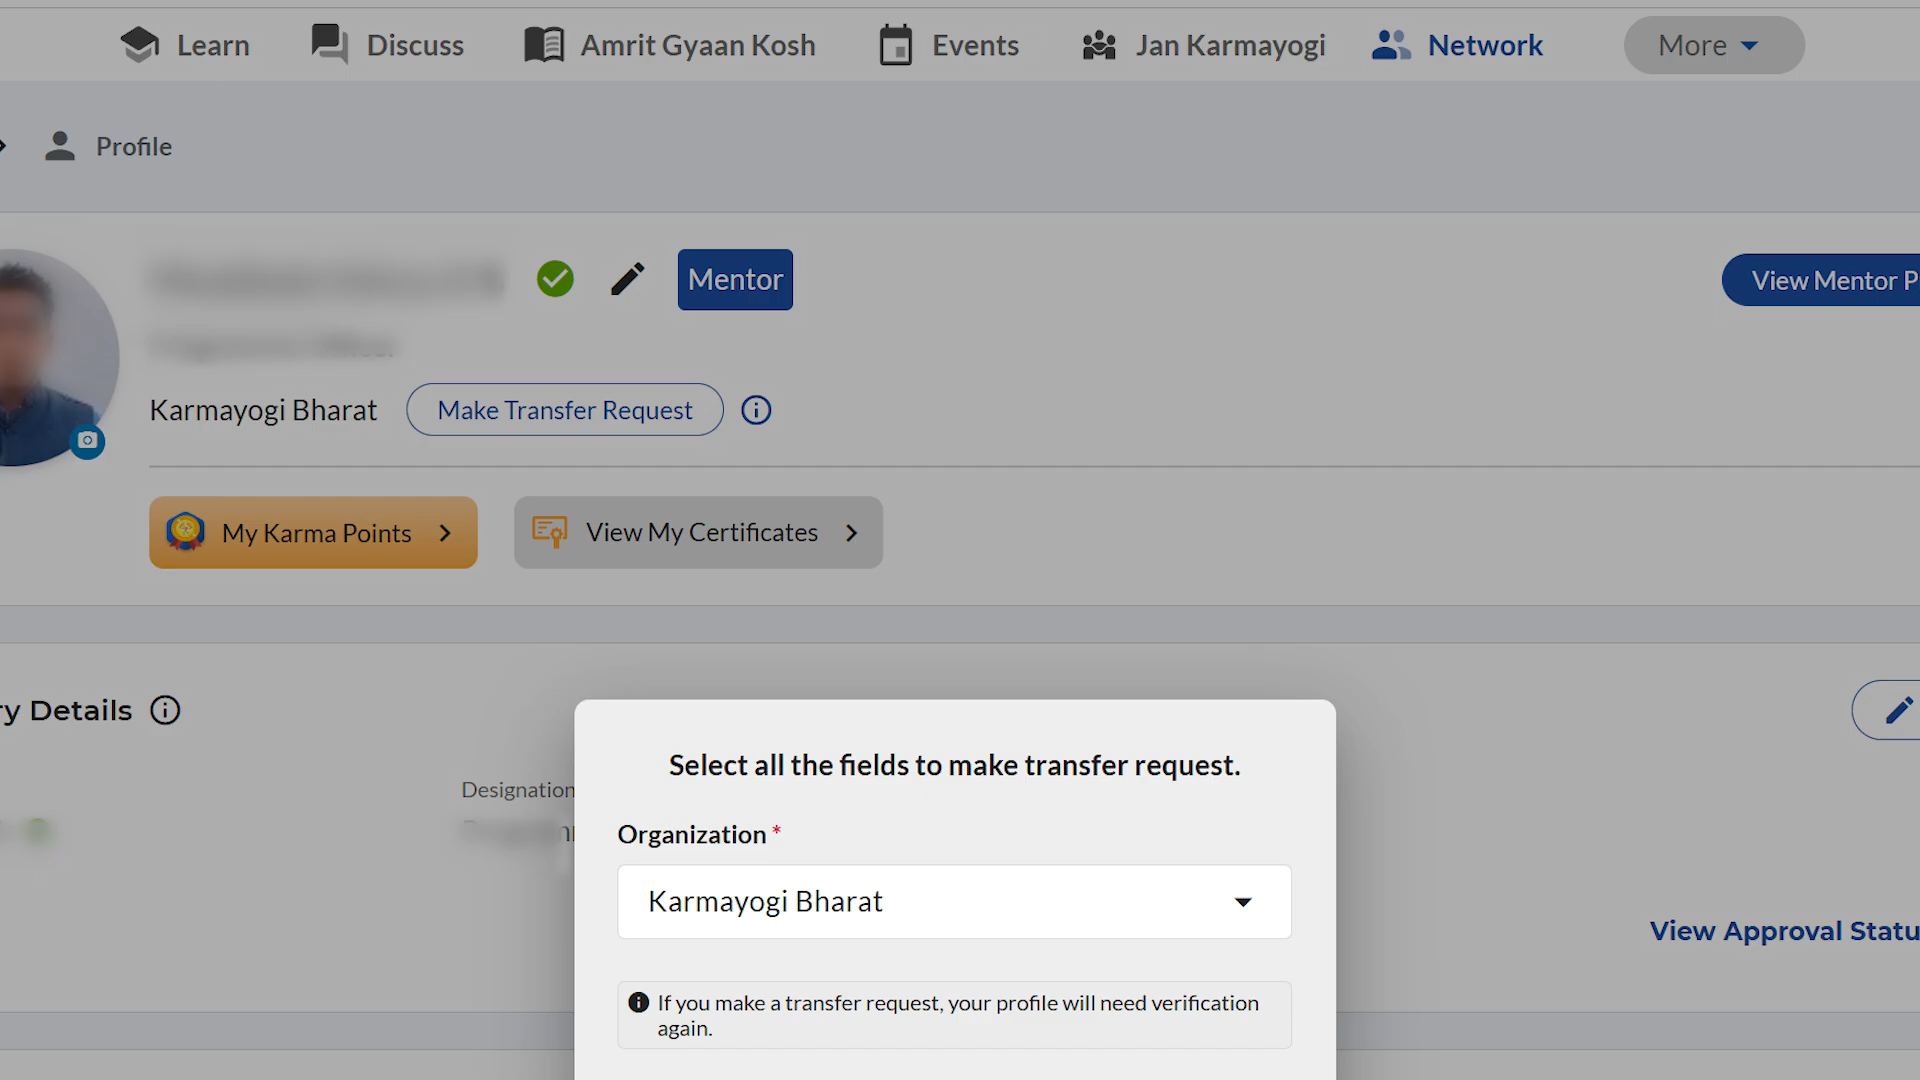 Learn
Discuss
Amrit Gyaan Kosh
Events
Jan Karmayogi
Network
More
Profile
Mentor
View Mentor P
Karmayogi Bharat
Make Transfer Request
My Karma Points
View My Certificates
ry Details
Designation
Select all the fields to make transfer request.
Organization *
Karmayogi Bharat
View Approval Statu
If you make a transfer request, your profile will need verification
again.